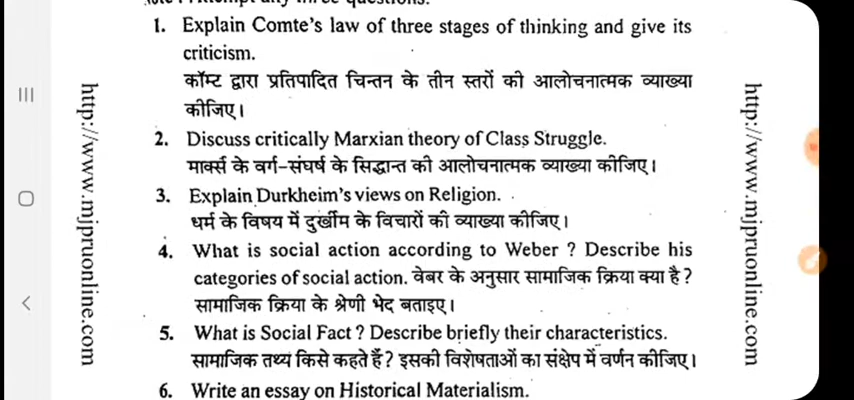 1. Explain Comte's law of three stages of thinking and give its
criticism.
कॉम्ट द्वारा प्रतिपादित चिन्तन के तीन स्तरों की आलोचनात्मक व्याख्या
कीजिए।
2. Discuss critically Marxian theory of Class Struggle.
मार्क्स के वर्ग-संघर्ष के सिद्धान्त की आलोचनात्मक व्याख्या कीजिए।
3. Explain Durkheim's views on Religion.
धर्म के विषय में दुर्खीम के विचारों की व्याख्या कीजिए।
4. What is social action according to Weber ? Describe his
categories of social action. वेबर के अनुसार सामाजिक क्रिया क्या है ?
सामाजिक क्रिया के श्रेणी भेद बताइए।
5. What is Social Fact ? Describe briefly their characteristics.
सामाजिक तथ्य किसे कहते हैं ? इसकी विशेषताओं का संक्षेप में वर्णन कीजिए।
6. Write an essay on Historical Materialism.
http://www.mjpruonline.com
http://www.mjpruonline.com